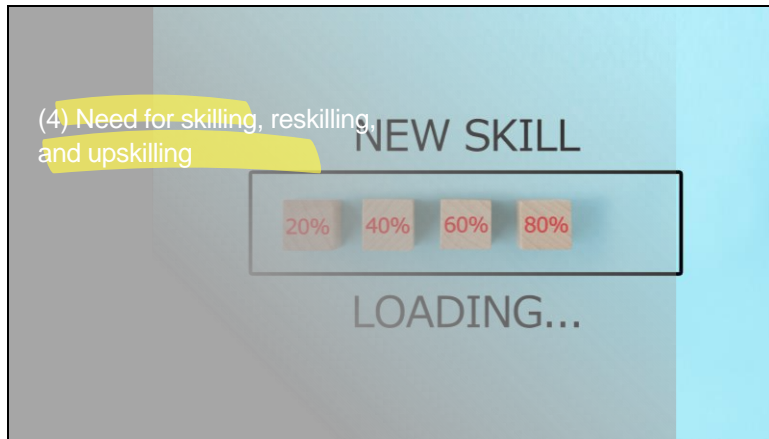 (4) Need for skilling, reskilling,
and upskilling
NEW SKILL
20% 40% 60% 80%
LOADING...